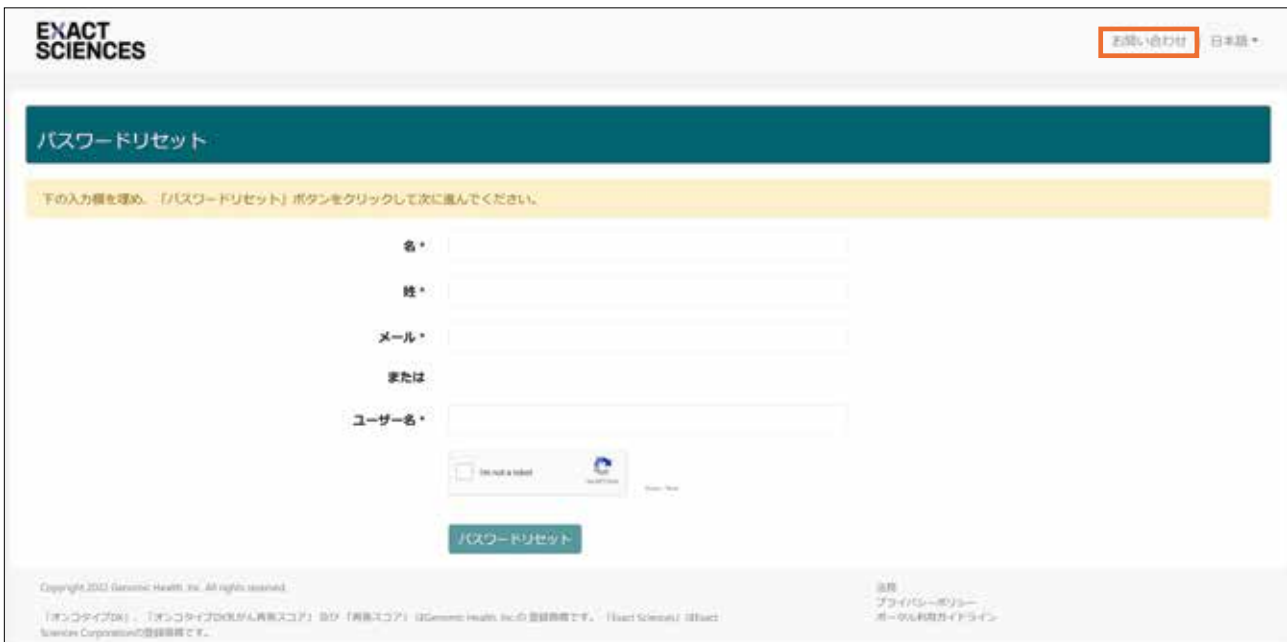 EXACT
SCIENCES
お問い合わせ 日本語
パスワードリセット
下の入力欄を埋め、「パスワードリセット」ボタンをクリックして次に進んでください。
名 *
姓 *
メール *
または
ユーザー名 *
I'm not a robot
reCAPTCHA
パスワードリセット
Copyright 2022 Genomic Health, Inc. All rights reserved.
法務
プライバシーポリシー
ポータル利用ガイドライン
「オンコタイプDX」、「オンコタイプDX乳がん再発スコア」及び「再発スコア」はGenomic Health, Inc.の登録商標です。「Exact Sciences」はExact
Sciences Corporationの登録商標です。